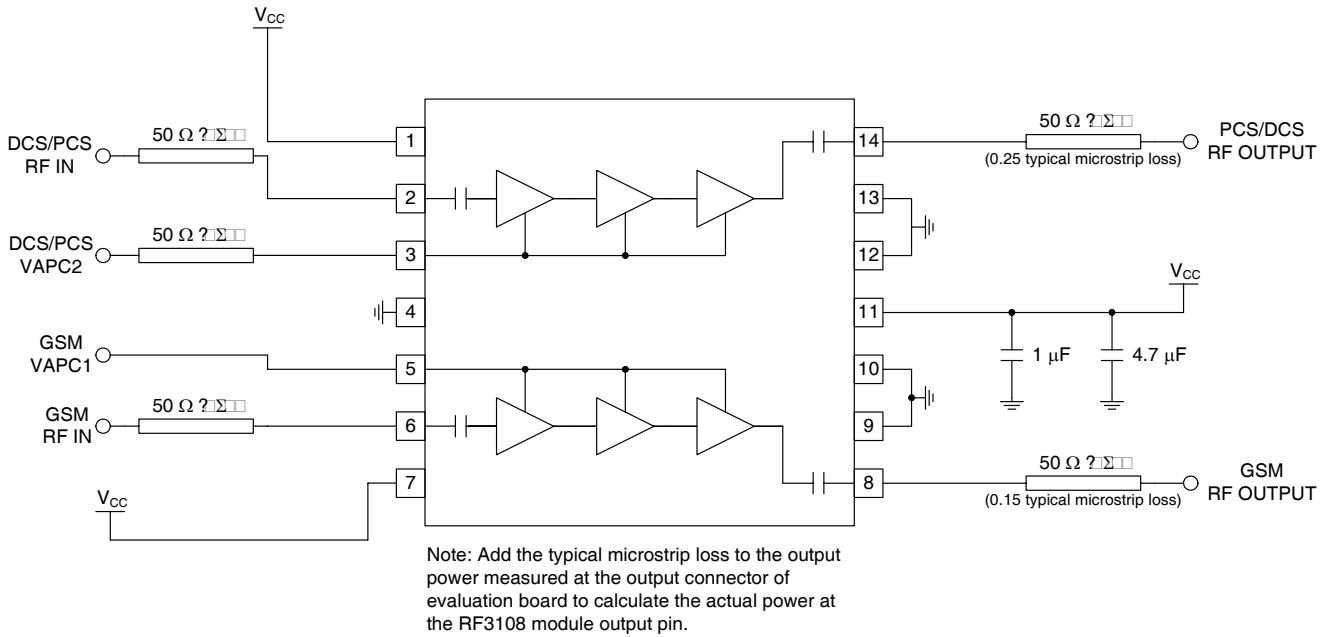 VCC
DCS/PCS
RF IN
50 Ω
DCS/PCS
VAPC2
50 Ω
GSM
VAPC1
GSM
RF IN
50 Ω
VCC
1
2
3
4
5
6
7
14
13
12
11
10
9
8
50 Ω
(0.25 typical microstrip loss)
PCS/DCS
RF OUTPUT
VCC
1 µF
4.7 µF
50 Ω
(0.15 typical microstrip loss)
GSM
RF OUTPUT
Note: Add the typical microstrip loss to the output
power measured at the output connector of
evaluation board to calculate the actual power at
the RF3108 module output pin.